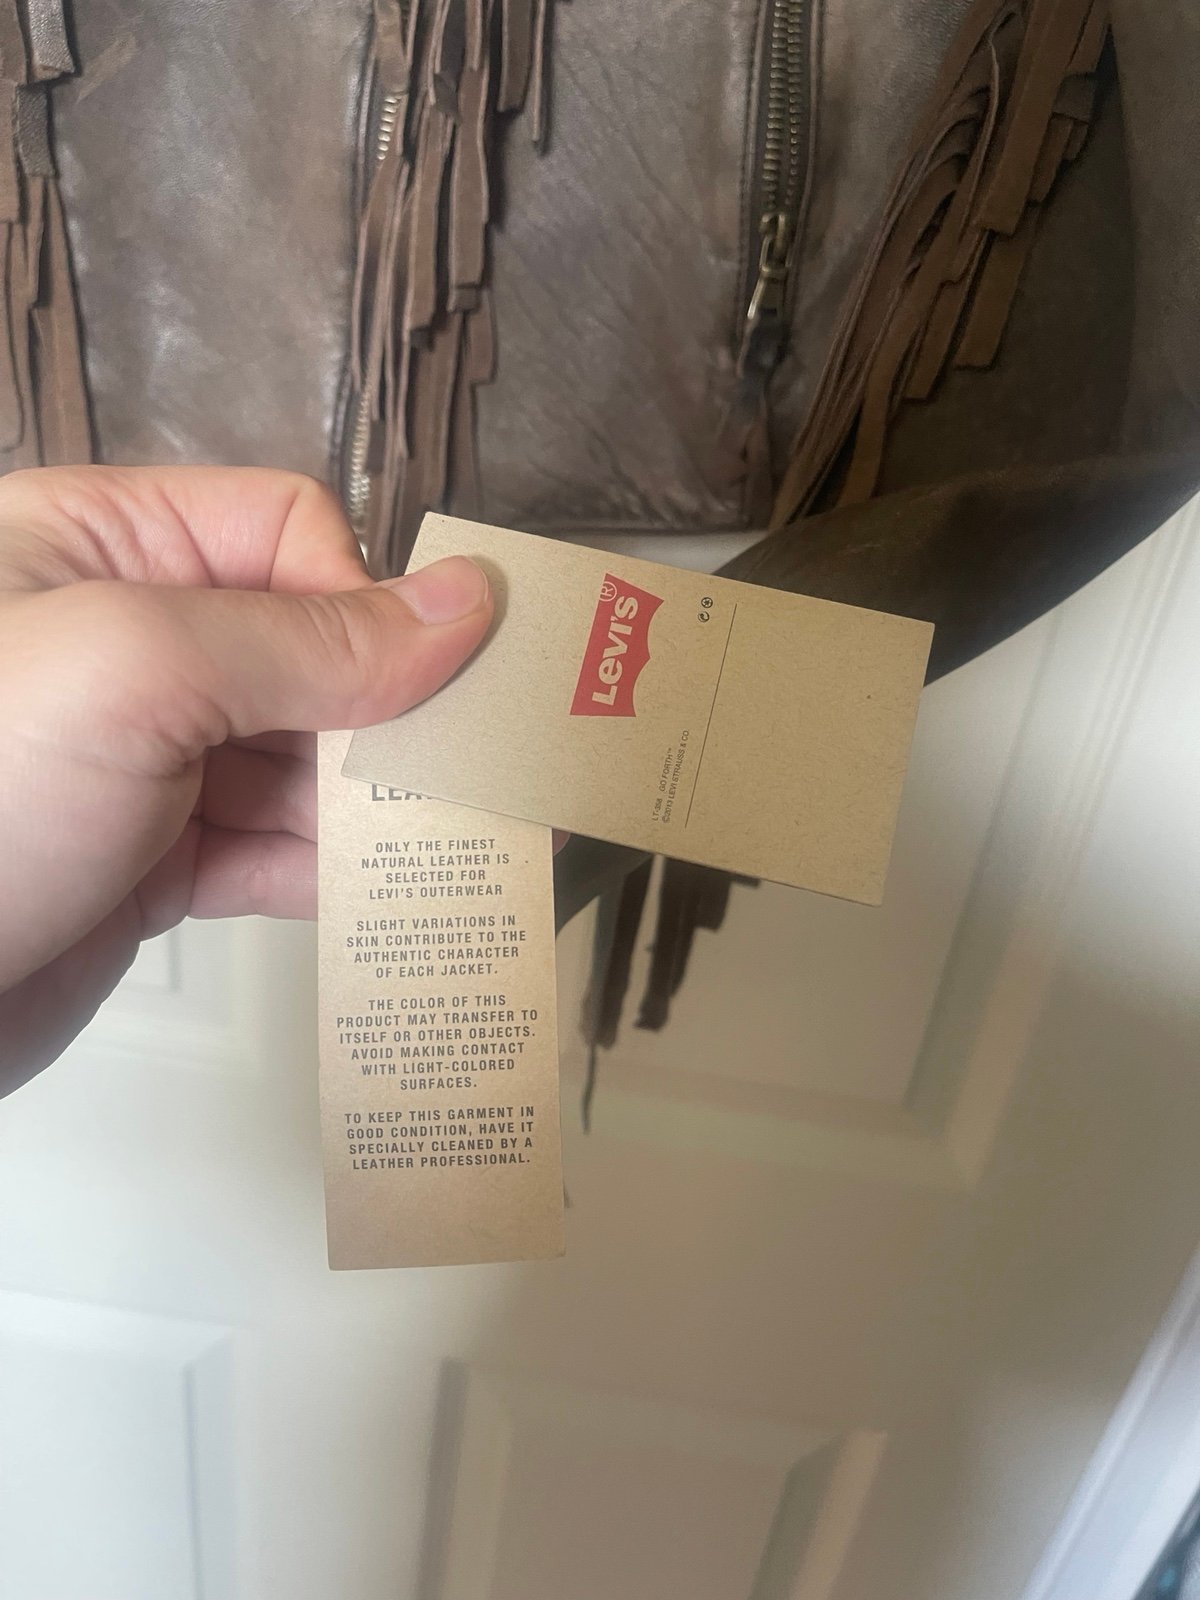 Levi's®
LT-358 GO FORTH™
©2013 LEVI STRAUSS & CO
ONLY THE FINEST
NATURAL LEATHER IS
SELECTED FOR
LEVI'S OUTERWEAR
SLIGHT VARIATIONS IN
SKIN CONTRIBUTE TO THE
AUTHENTIC CHARACTER
OF EACH JACKET.
THE COLOR OF THIS
PRODUCT MAY TRANSFER TO
ITSELF OR OTHER OBJECTS.
AVOID MAKING CONTACT
WITH LIGHT-COLORED
SURFACES.
TO KEEP THIS GARMENT IN
GOOD CONDITION, HAVE IT
SPECIALLY CLEANED BY A
LEATHER PROFESSIONAL.